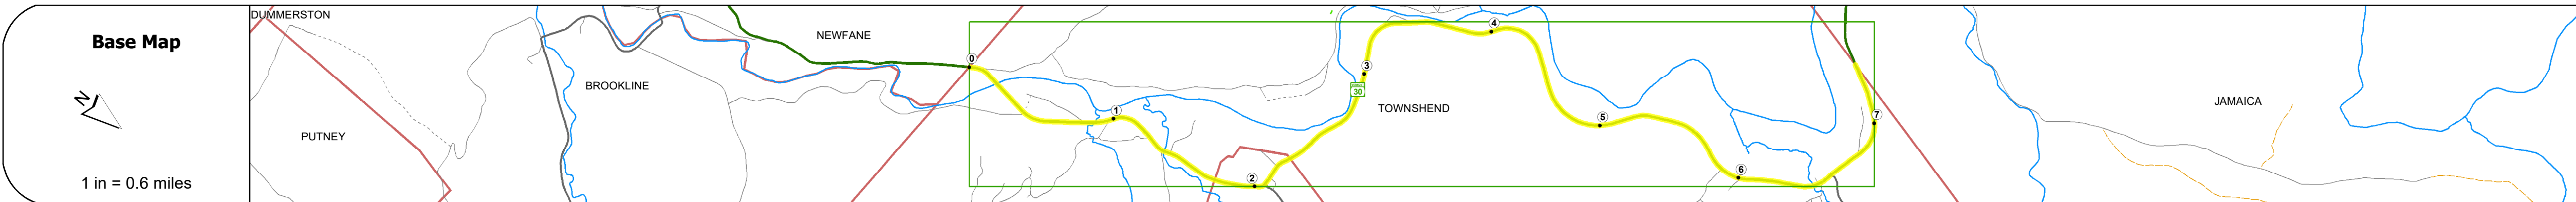 Base Map
N
1 in = 0.6 miles
DUMMERSTON
PUTNEY
BROOKLINE
NEWFANE
0
1
2
3
30
TOWNSHEND
4
5
6
7
JAMAICA